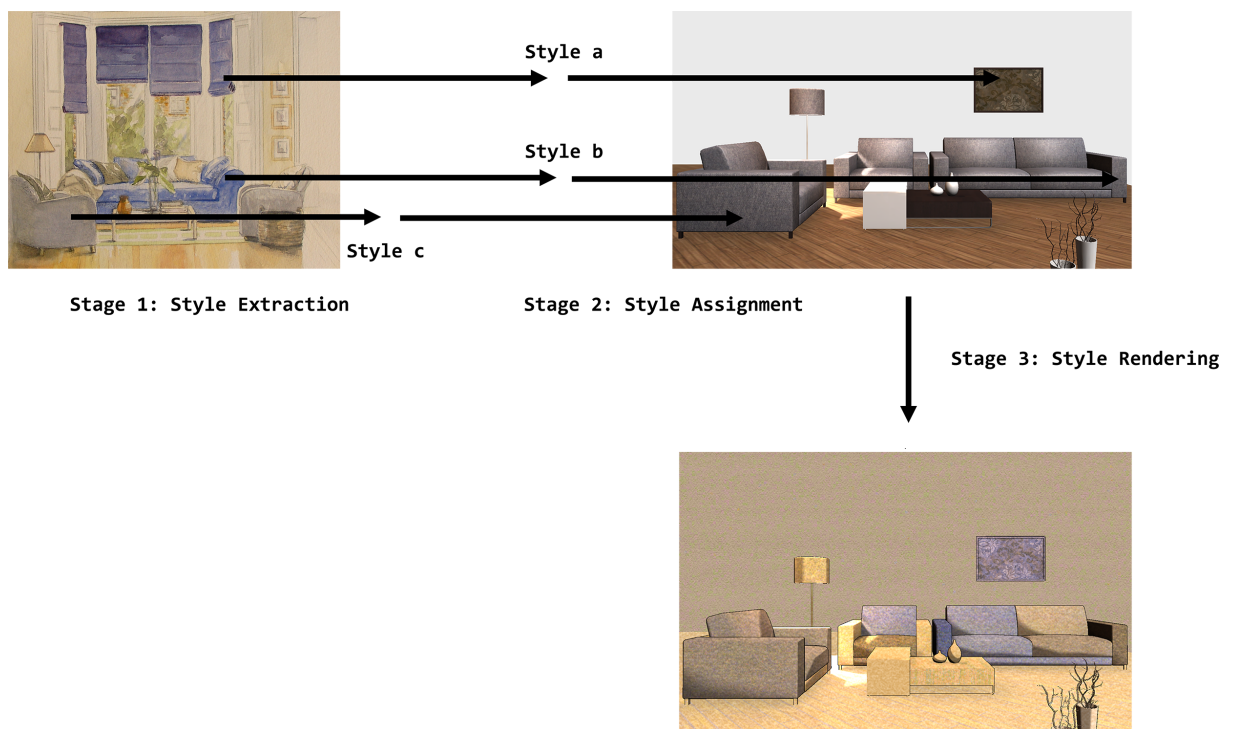 Style a
Style b
Style c
Stage 1: Style Extraction
Stage 2: Style Assignment
Stage 3: Style Rendering